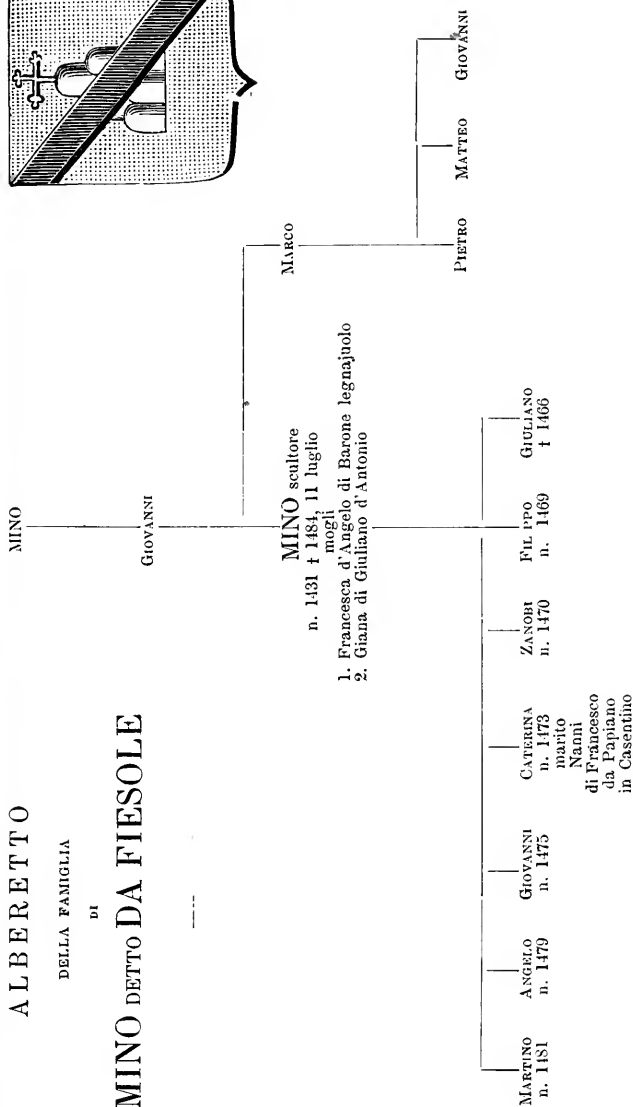 ALBERETTO
DELLA FAMIGLIA
DI
MINO DETTO DA FIESOLE
MINO
GIOVANNI
MINO scultore
n. 1431 † 1484, 11 luglio
mogli
1. Francesca d'Angelo di Barone legnajuolo
2. Giana di Giuliano d'Antonio
MARCO
PIETRO
MATTEO
GIOVANNI
MARTINO
n. 1481
ANGELO
n. 1479
GIOVANNI
n. 1475
CATERINA
n. 1473
marito
Nanni
di Francesco
da Papiano
in Casentino
ZANOBI
n. 1470
FIL PPO
n. 1469
GIULIANO
† 1466